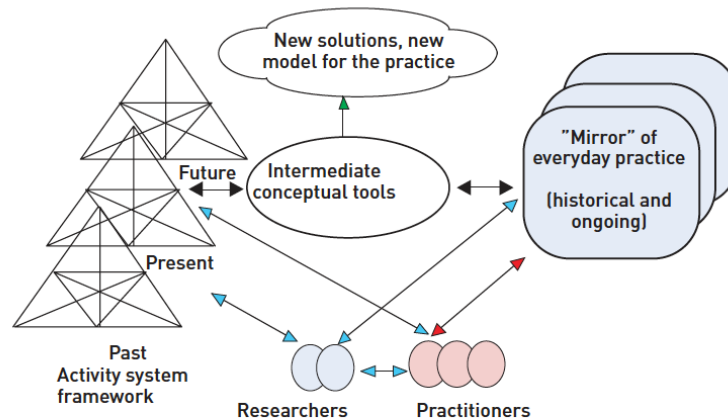 New solutions, new
model for the practice
Future
Intermediate
conceptual tools
"Mirror" of
everyday practice
(historical and
ongoing)
Present
Past
Activity system
framework
Researchers
Practitioners